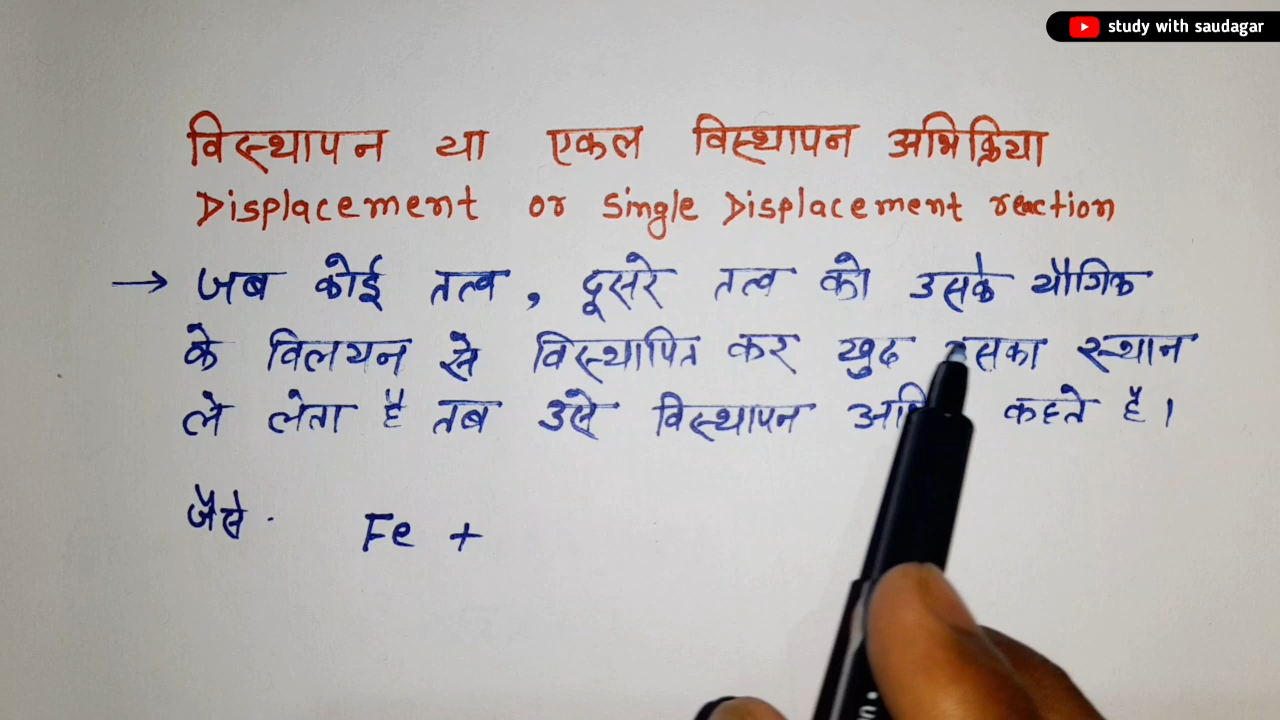 study with saudagar
विस्थापन या एकल विस्थापन अभिक्रिया
Displacement or Single Displacement reaction
→ जब कोई तत्व, दूसरे तत्व को उसके यौगिक
के विलयन से विस्थापित कर खुद उसका स्थान
ले लेता है तब उसे विस्थापन कहते है।
जैसे. Fe +